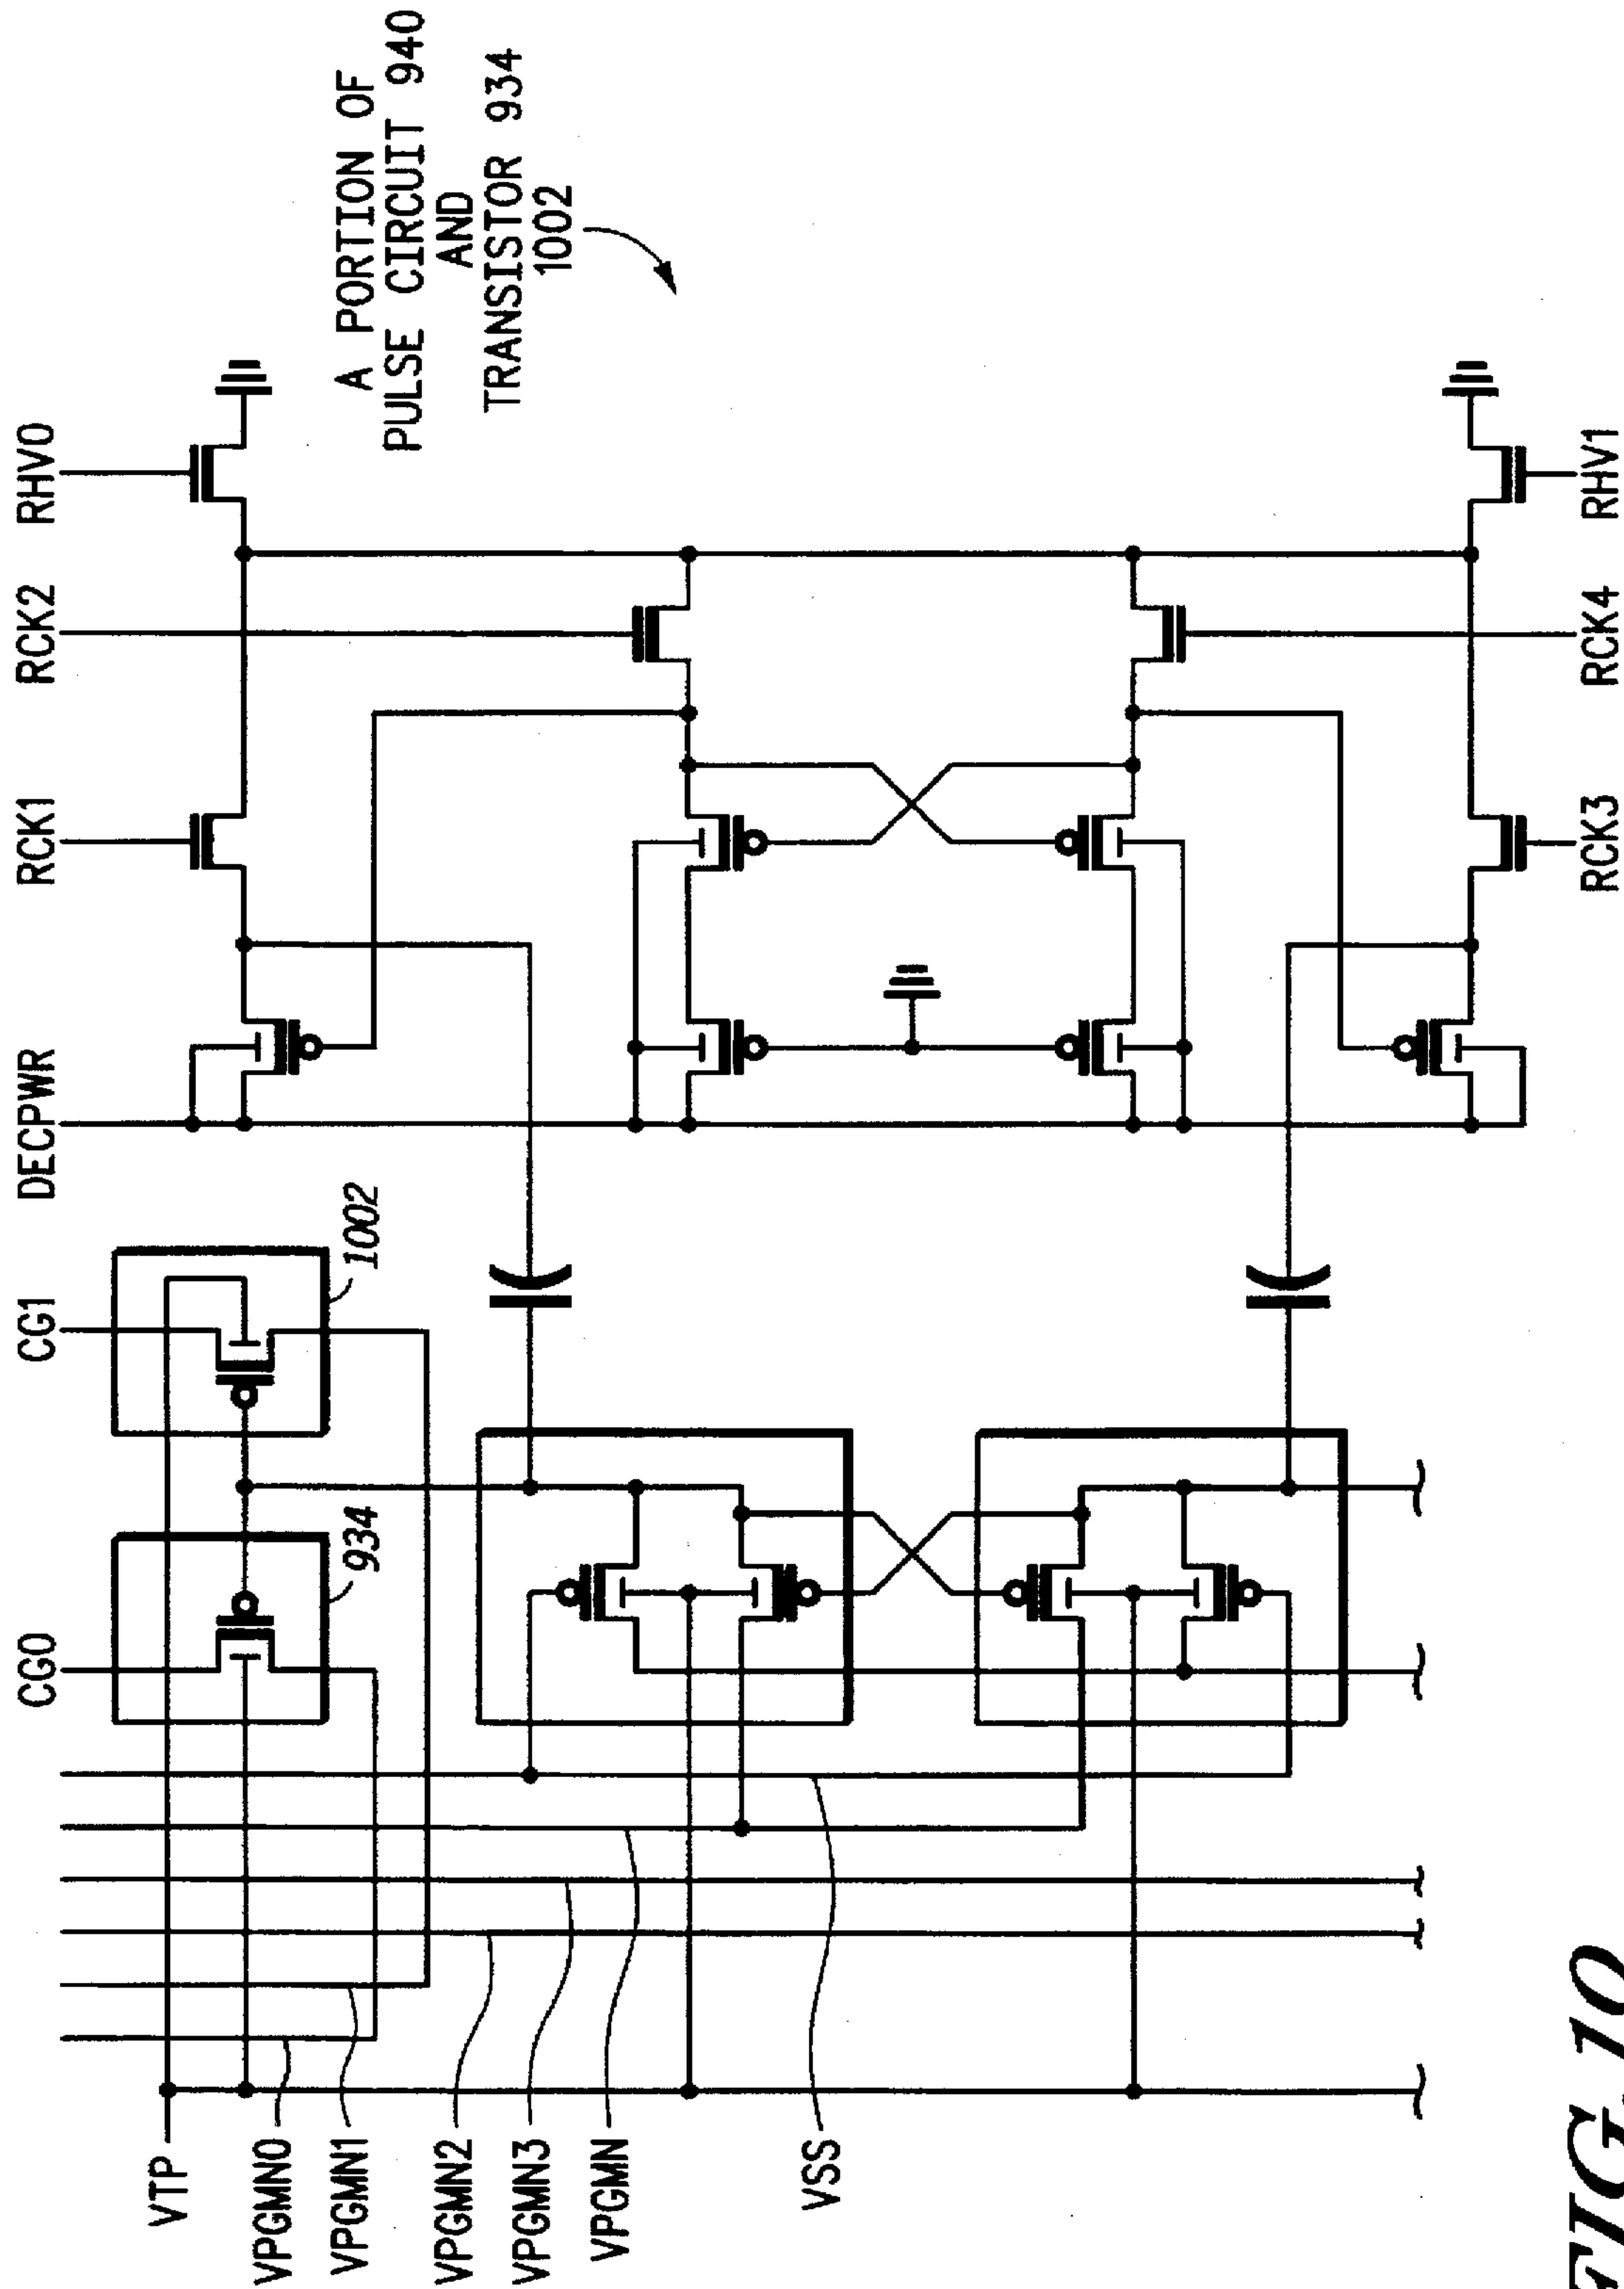 CG0
CG1
DECPWR
RCK1
RCK2
RHV0
A PORTION OF
PULSE CIRCUIT 940
AND
TRANSISTOR 934
1002
934
1002
VTP
VPGMN0
VPGMN1
VPGMN2
VPGMN3
VPGMN
VSS
RCK3
RCK4
RHV1
FIG.10